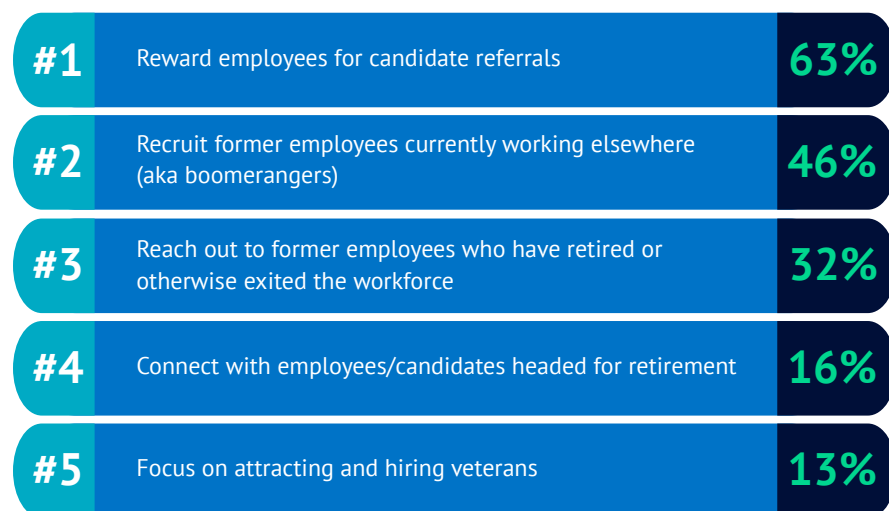 #1 Reward employees for candidate referrals 63%
#2 Recruit former employees currently working elsewhere
(aka boomerangers) 46%
#3 Reach out to former employees who have retired or
otherwise exited the workforce 32%
#4 Connect with employees/candidates headed for retirement 16%
#5 Focus on attracting and hiring veterans 13%